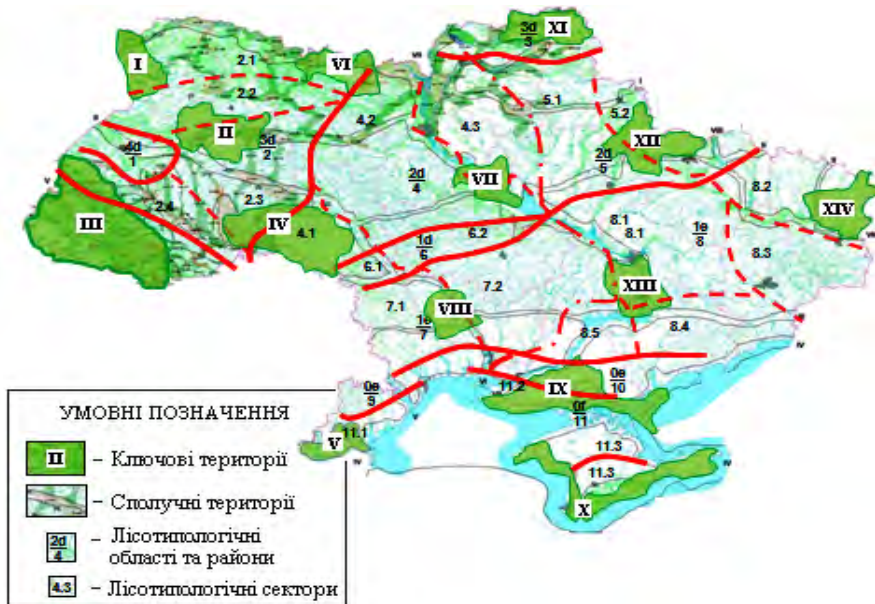 XI
3d
3
I
2.1
VI
2.2
5.1
5.2
II
3d
2
4.2
4.3
XII
4d
1
2d
4
VII
2d
5
8.2
XIV
2.4
2.3
III
IV
4.1
6.2
1d
6
8.1
8.1
1e
8
8.3
6.1
XIII
7.1
7.2
VIII
1e
7
8.5
8.4
0e
9
11.2
IX
0e
10
0f
11
V
11.1
11.3
11.3
X
УМОВНІ ПОЗНАЧЕННЯ
II – Ключові території
– Сполучні території
2d
4
– Лісотипологічні
області та райони
4.3 – Лісотипологічні сектори